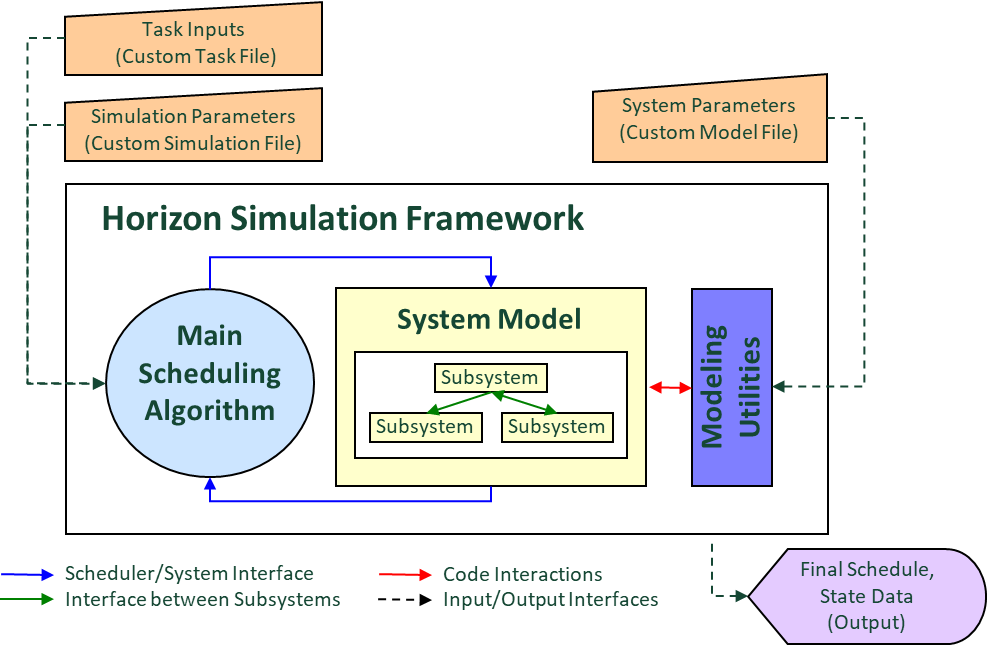 Task Inputs
(Custom Task File)
Simulation Parameters
(Custom Simulation File)
System Parameters
(Custom Model File)
Horizon Simulation Framework
Main
Scheduling
Algorithm
System Model
Subsystem
Subsystem
Subsystem
Modeling
Utilities
Scheduler/System Interface
Interface between Subsystems
Code Interactions
Input/Output Interfaces
Final Schedule,
State Data
(Output)